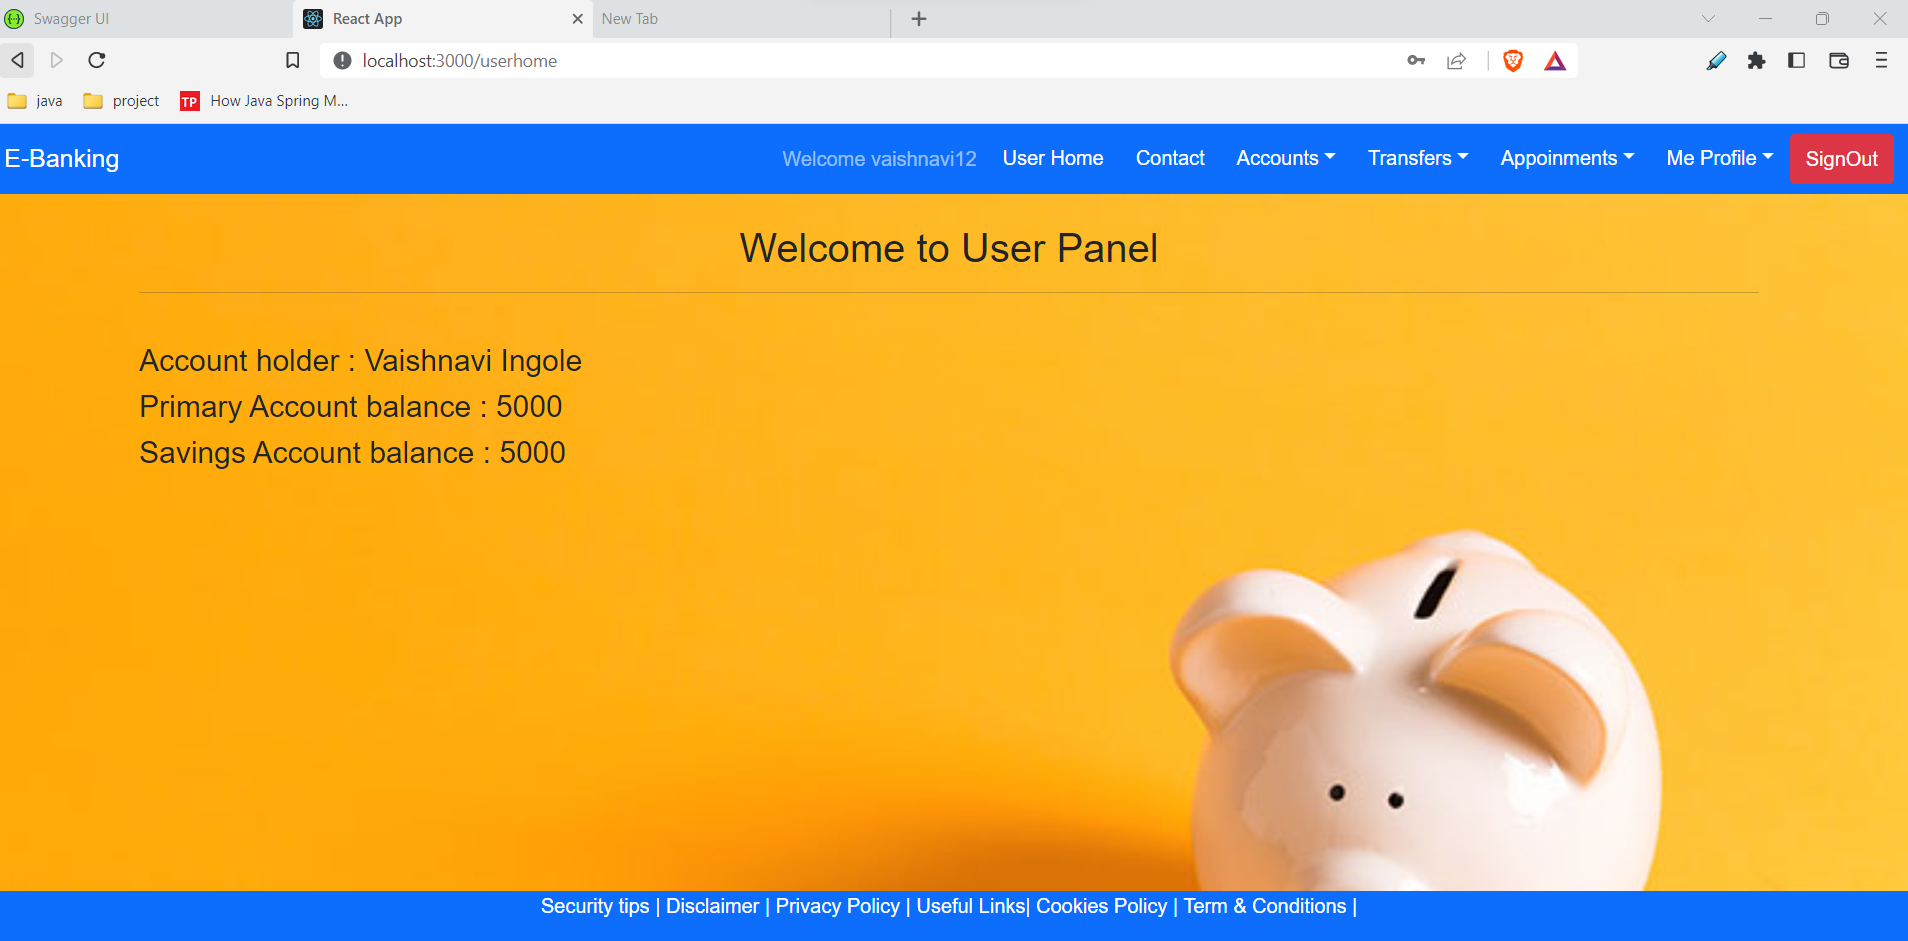 Swagger UI
React App
New Tab
localhost:3000/userhome
java
project
TP
How Java Spring M...
E-Banking
Welcome vaishnavi12
User Home
Contact
Accounts
Transfers
Appoinments
Me Profile
SignOut
Welcome to User Panel
Account holder : Vaishnavi Ingole
Primary Account balance : 5000
Savings Account balance : 5000
Security tips | Disclaimer | Privacy Policy | Useful Links| Cookies Policy | Term & Conditions |